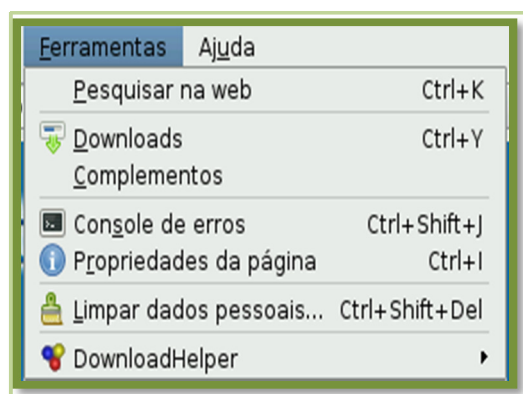 Ferramentas Ajuda
Pesquisar na web Ctrl+K
Downloads Ctrl+Y
Complementos
Console de erros Ctrl+Shift+J
Propriedades da página Ctrl+I
Limpar dados pessoais... Ctrl+Shift+Del
DownloadHelper